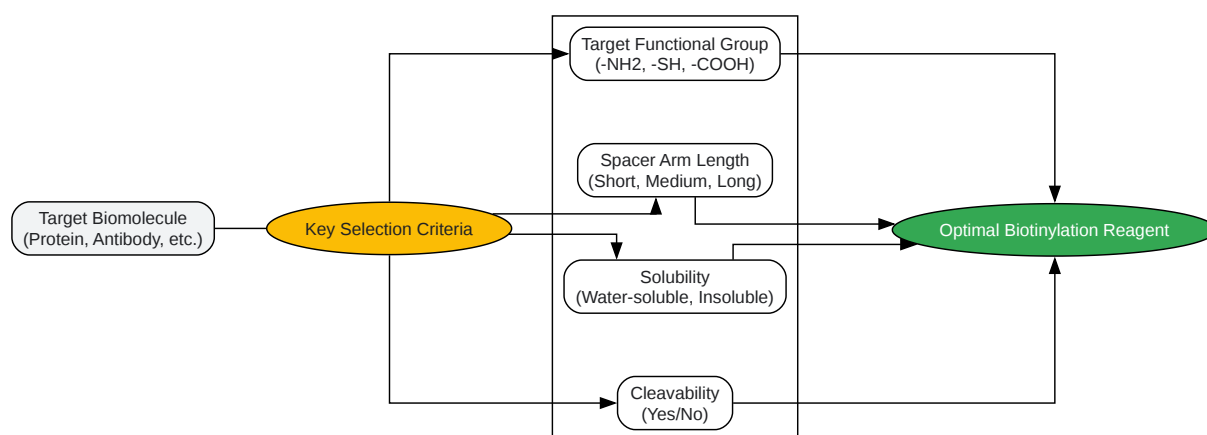 Target Biomolecule
(Protein, Antibody, etc.)
Key Selection Criteria
Target Functional Group
(-NH2, -SH, -COOH)
Spacer Arm Length
(Short, Medium, Long)
Solubility
(Water-soluble, Insoluble)
Cleavability
(Yes/No)
Optimal Biotinylation Reagent